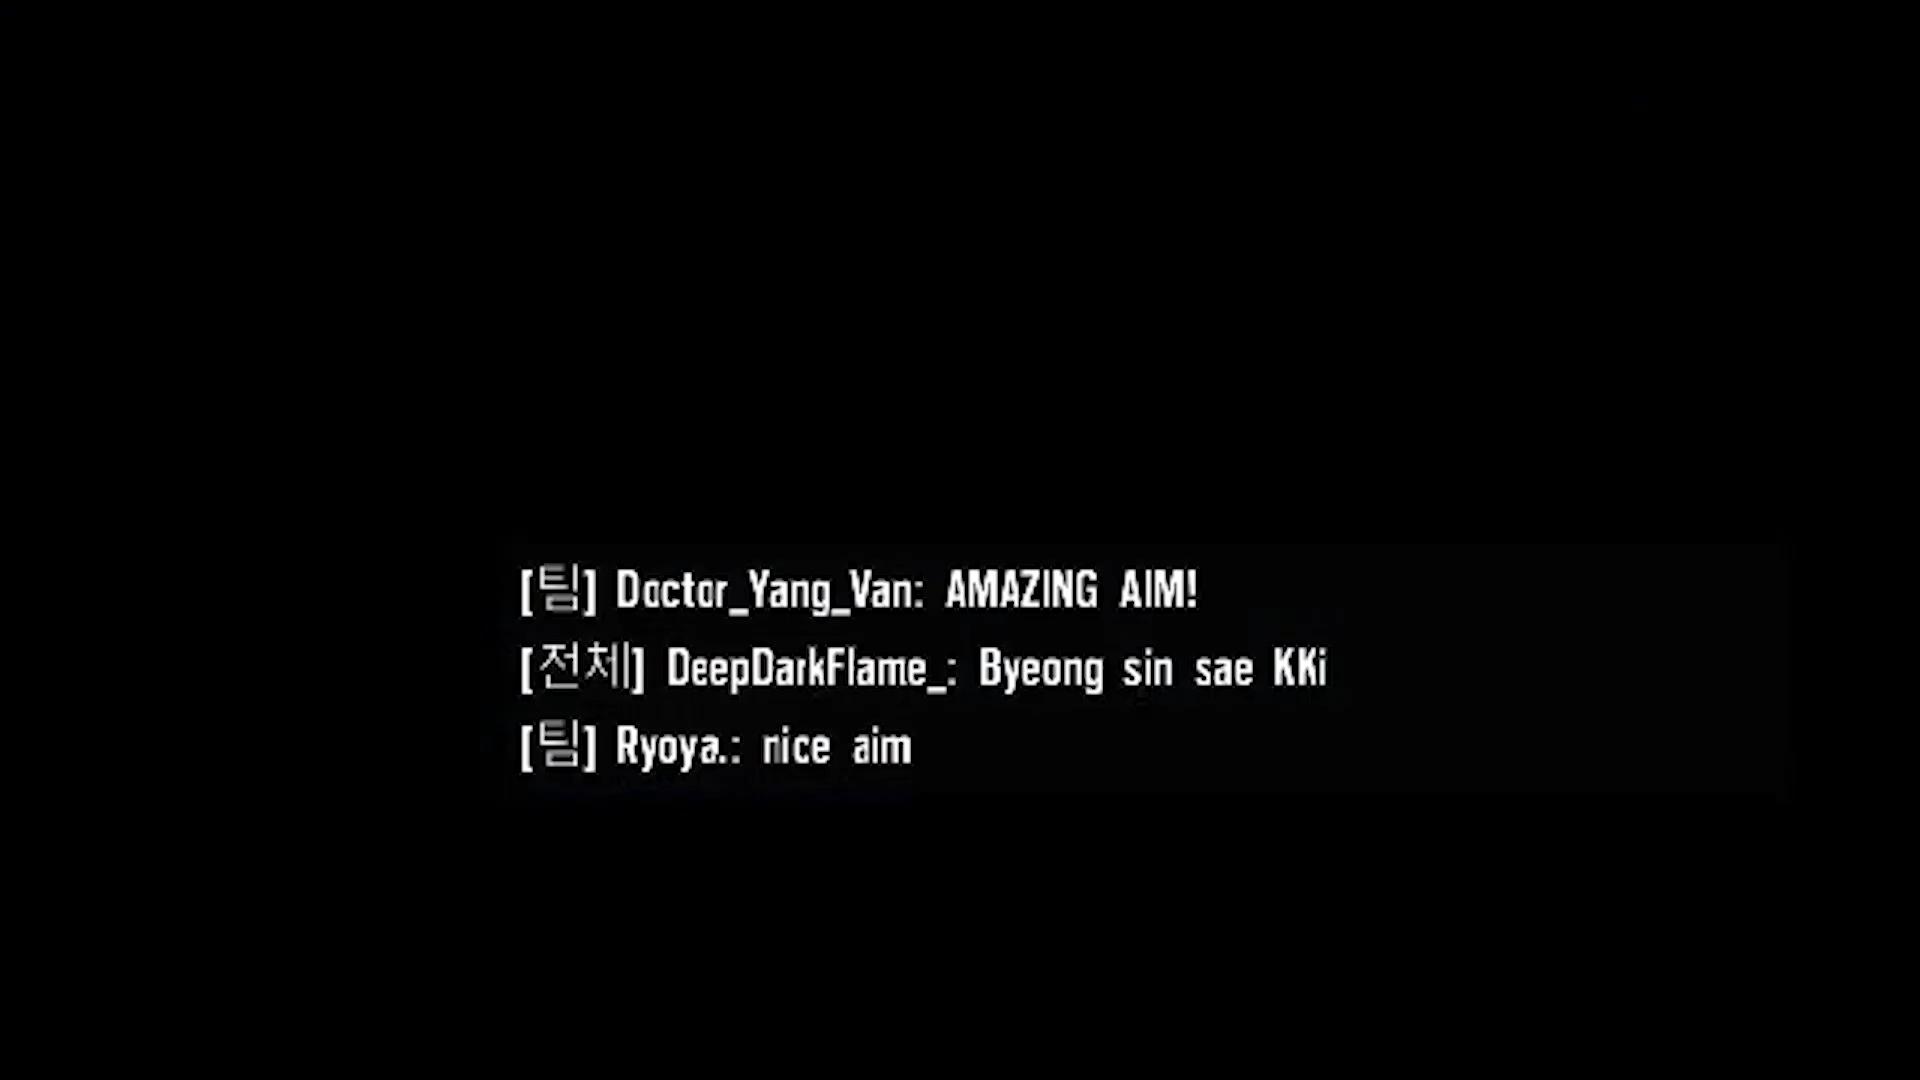 [팀] Doctor_Yang_Van: AMAZING AIM!
[전체] DeepDarkFlame_: Byeong sin sae KKi
[팀] Ryoya.: nice aim